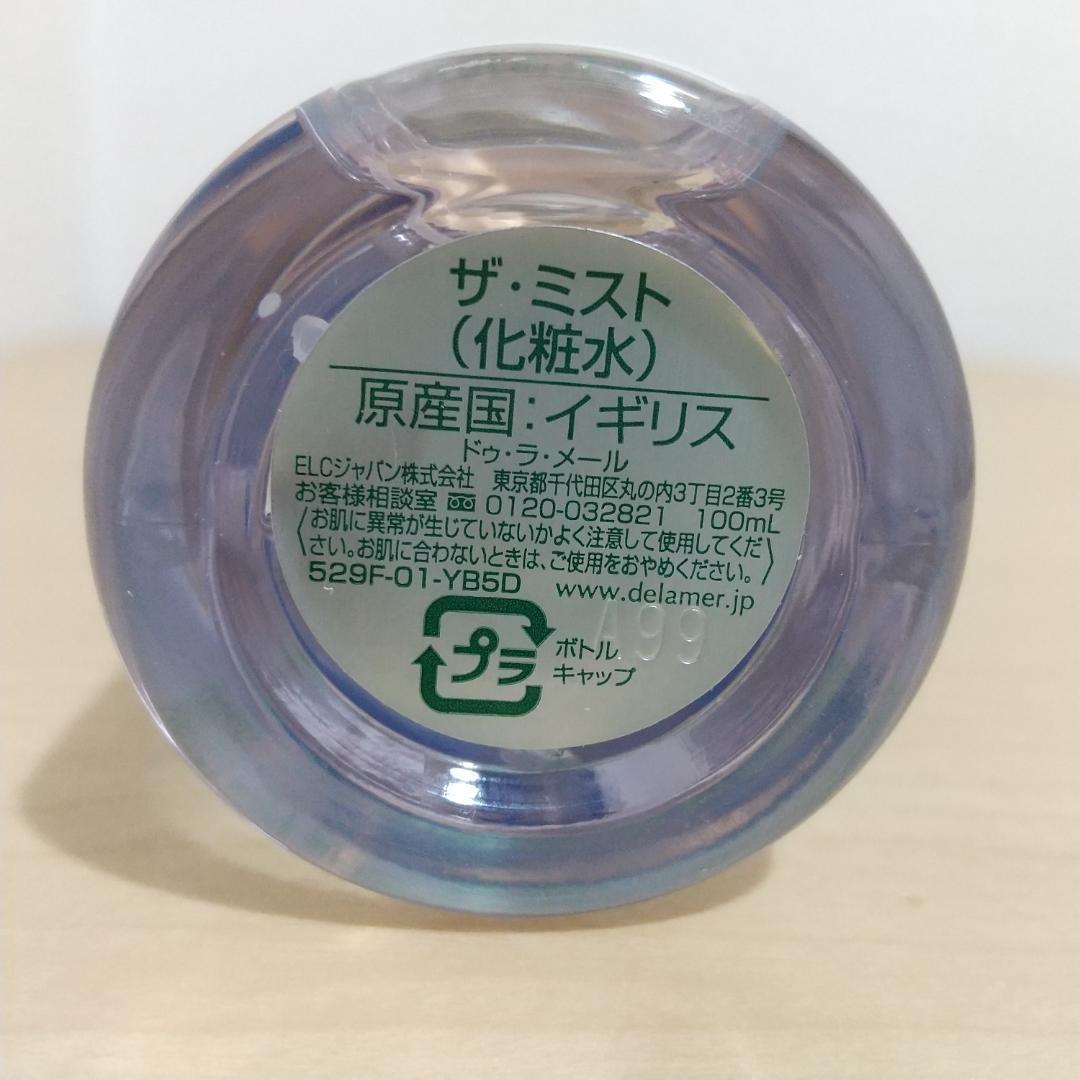 ザ・ミスト
(化粧水)
原産国:イギリス
ドゥ・ラ・メール
ELCジャパン株式会社 東京都千代田区丸の内3丁目2番3号
お客様相談室 0120-032821 100mL
〈お肌に異常が生じていないかよく注意して使用してくだ
さい。お肌に合わないときは、ご使用をおやめください。〉
529F-01-YB5D www.delamer.jp
A99
プラ
ボトル
キャップ